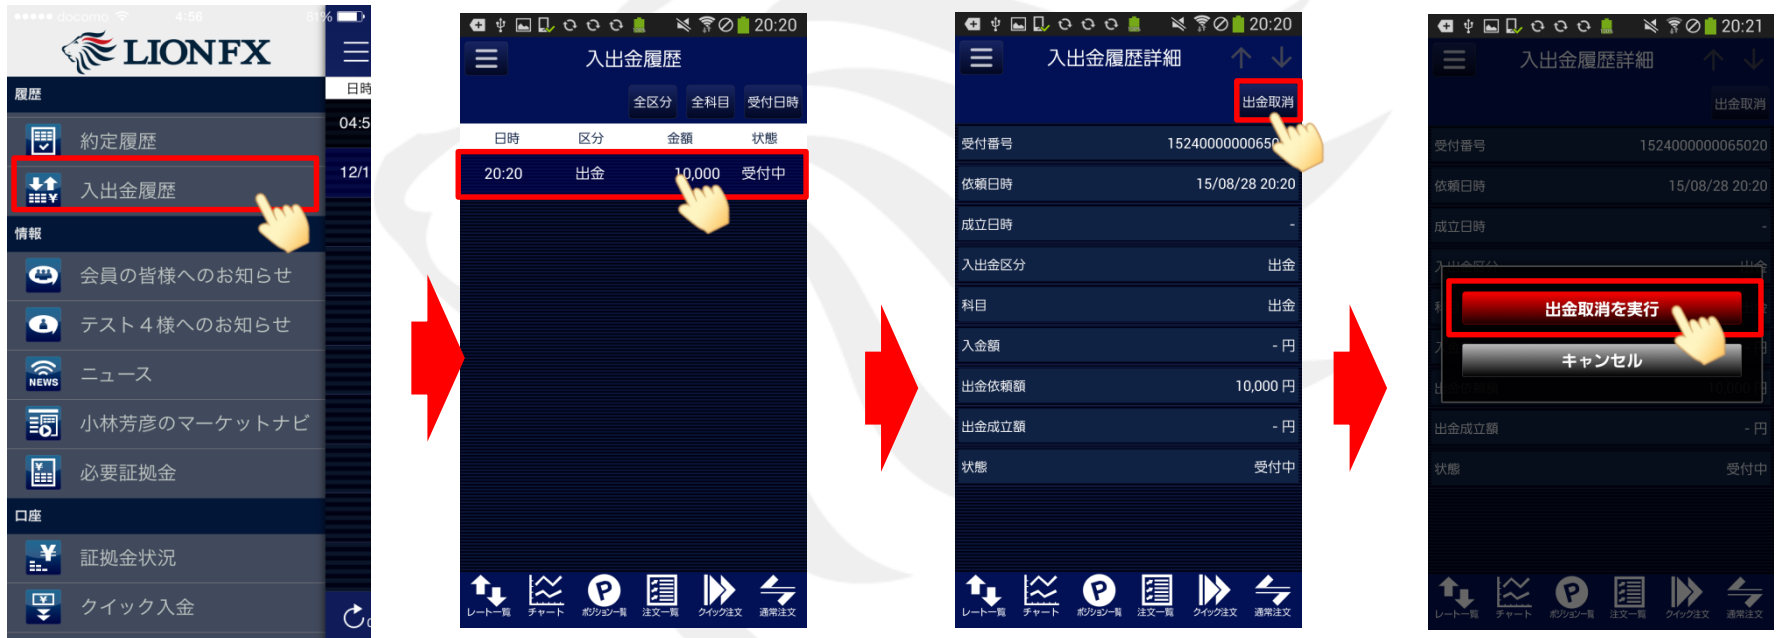 docomo 4:56 81%
LION FX
履歴
約定履歴
入出金履歴
情報
会員の皆様へのお知らせ
テスト４様へのお知らせ
NEWS ニュース
小林芳彦のマーケットナビ
必要証拠金
口座
証拠金状況
クイック入金
日時
04:5
12/1
20:20
入出金履歴
全区分 全科目 受付日時
日時 区分 金額 状態
20:20 出金 10,000 受付中
レート一覧 チャート ポジション一覧 注文一覧 クイック注文 通常注文
20:20
入出金履歴詳細
出金取消
受付番号 15240000000650
依頼日時 15/08/28 20:20
成立日時 -
入出金区分 出金
科目 出金
入金額 - 円
出金依頼額 10,000 円
出金成立額 - 円
状態 受付中
レート一覧 チャート ポジション一覧 注文一覧 クイック注文 通常注文
20:21
入出金履歴詳細
出金取消
受付番号 1524000000065020
依頼日時 15/08/28 20:20
成立日時 -
入出金区分 出金
出金取消を実行
キャンセル
10,000 円
出金成立額 - 円
状態 受付中
レート一覧 チャート ポジション一覧 注文一覧 クイック注文 通常注文